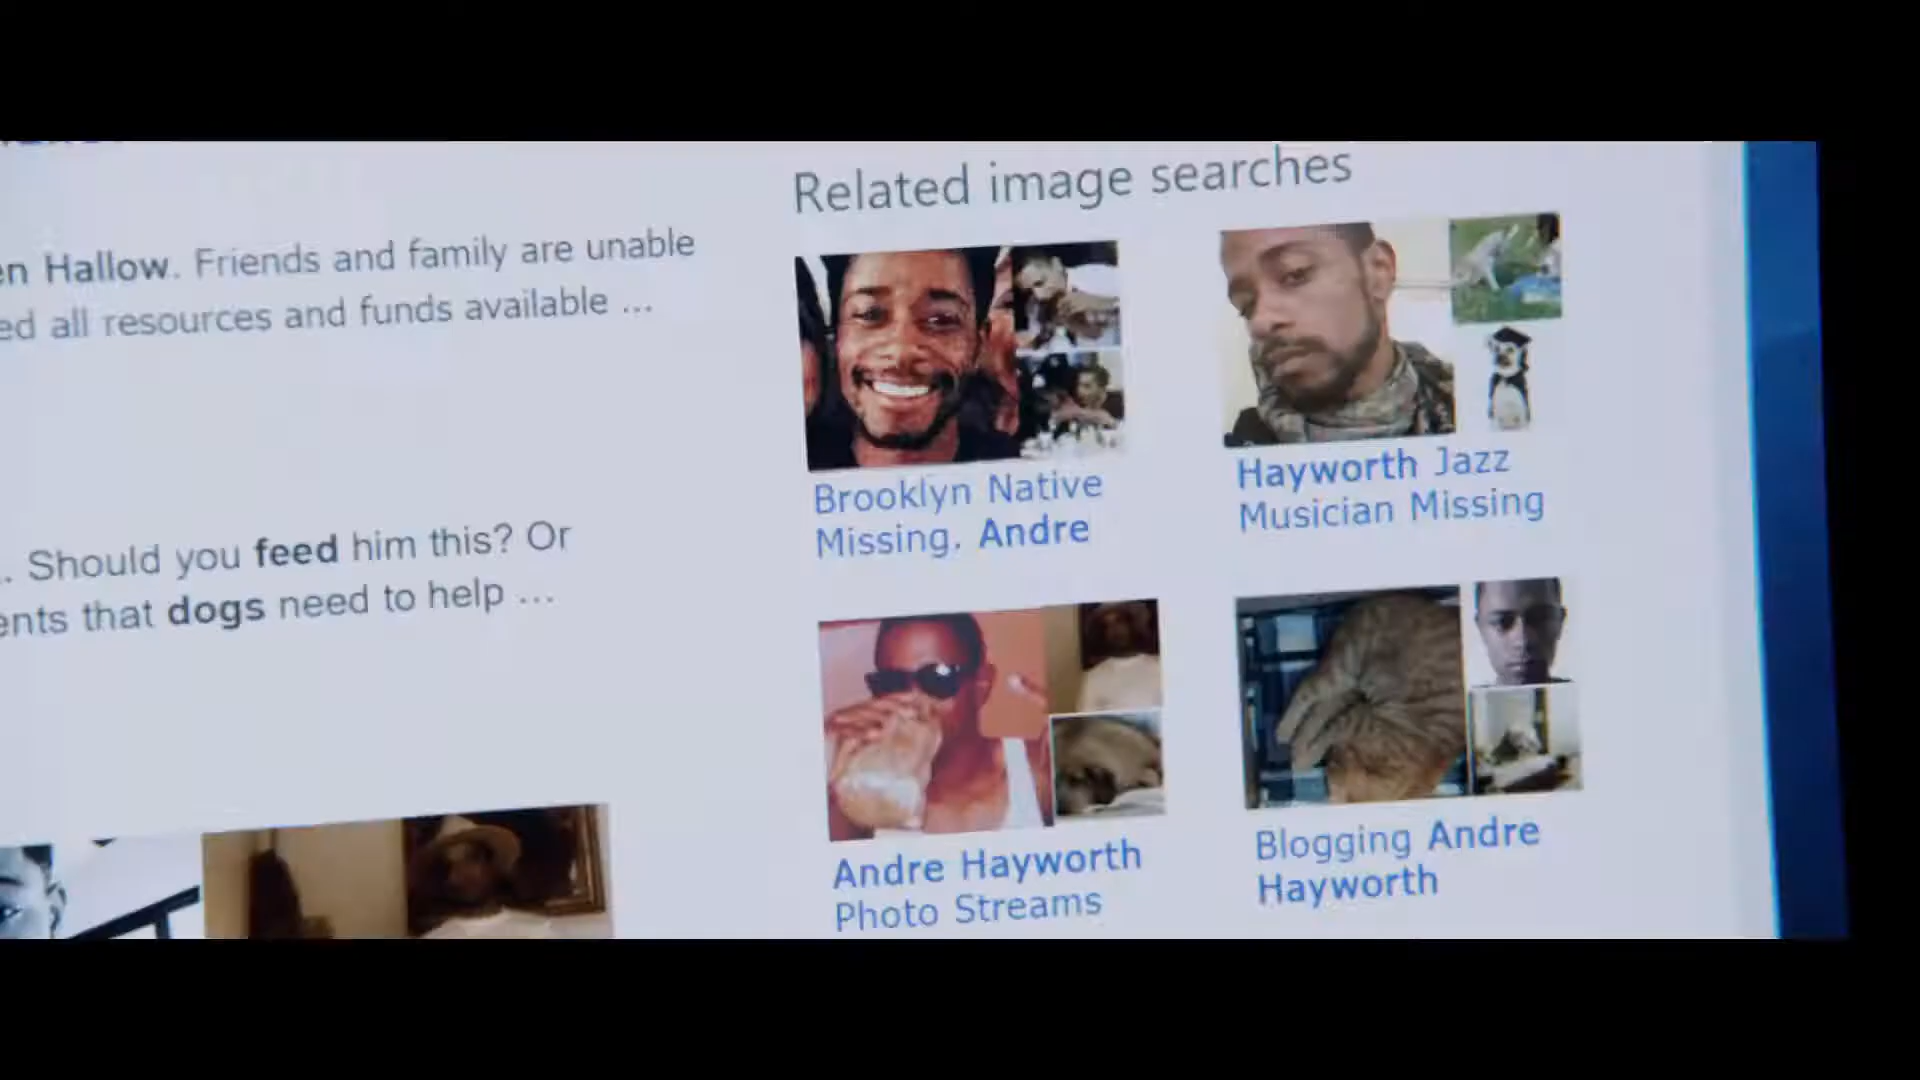 Related image searches
en Hallow. Friends and family are unable
ed all resources and funds available ...
Brooklyn Native
Missing, Andre
Hayworth Jazz
Musician Missing
. Should you feed him this? Or
ents that dogs need to help ...
Andre Hayworth
Photo Streams
Blogging Andre
Hayworth